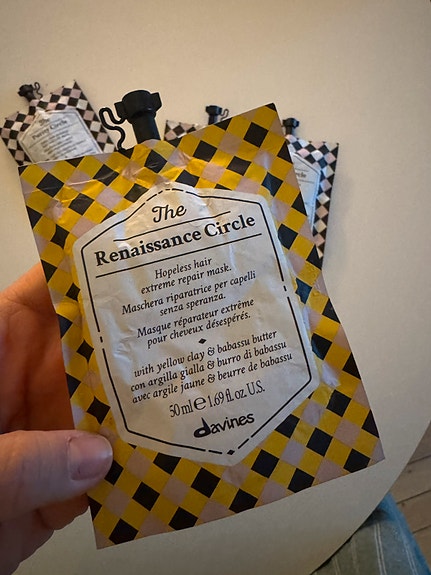 The
Renaissance Circle
Hopeless hair
extreme repair mask.
Maschera riparatrice per capelli
senza speranza.
Masque réparateur extrême
pour cheveux désespérés.
with yellow clay & babassu butter
con argilla gialla & burro di babassu
avec argile jaune & beurre de babassu
50 ml ℮ 1.69 fl. oz. U.S.
davines
Circle